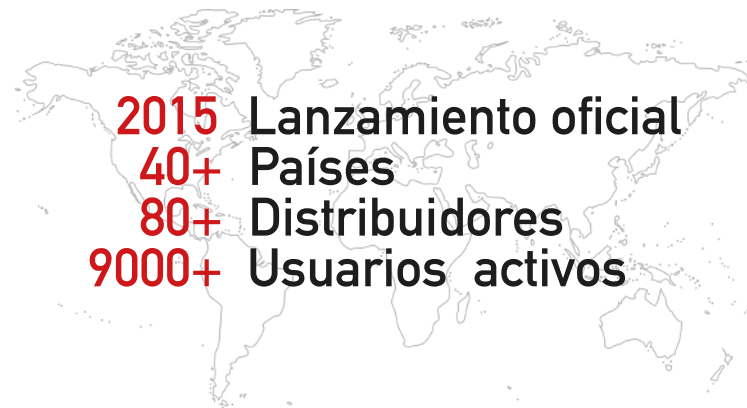 2015 Lanzamiento oficial
40+ Países
80+ Distribuidores
9000+ Usuarios activos